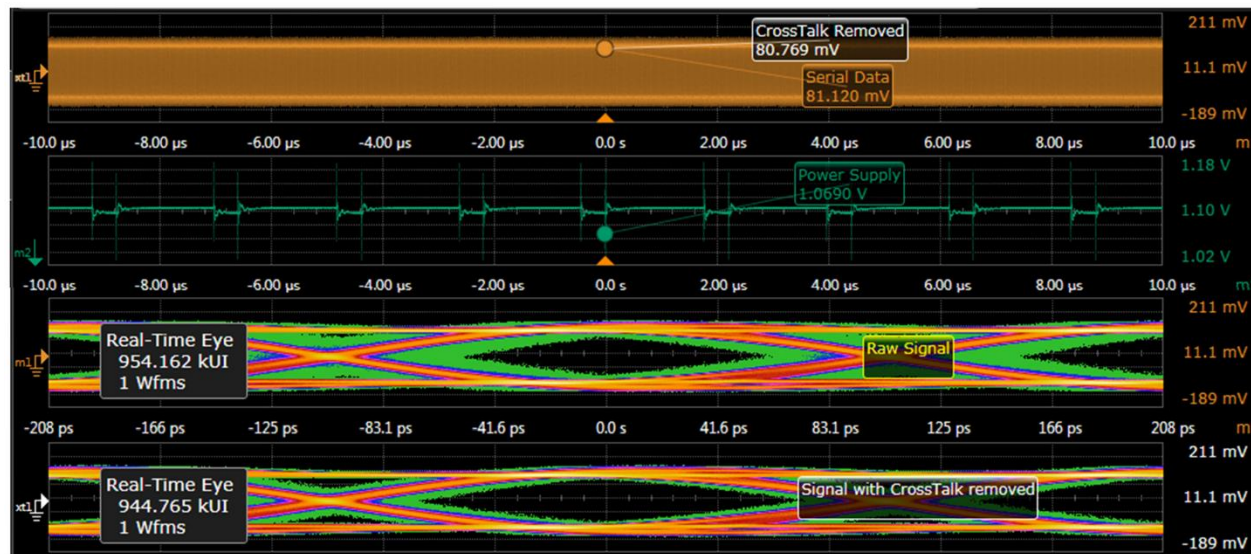 211 mV
CrossTalk Removed
80.769 mV
xt1
11.1 mV
Serial Data
81.120 mV
-189 mV
-10.0 µs -8.00 µs -6.00 µs -4.00 µs -2.00 µs 0.0 s 2.00 µs 4.00 µs 6.00 µs 8.00 µs 10.0 µs m
1.18 V
Power Supply
1.0690 V
1.10 V
m2
1.02 V
-10.0 µs -8.00 µs -6.00 µs -4.00 µs -2.00 µs 0.0 s 2.00 µs 4.00 µs 6.00 µs 8.00 µs 10.0 µs m
211 mV
Real-Time Eye
954.162 kUI
1 Wfms
m1
Raw Signal
11.1 mV
-189 mV
-208 ps -166 ps -125 ps -83.1 ps -41.6 ps 0.0 s 41.6 ps 83.1 ps 125 ps 166 ps 208 ps m
211 mV
Real-Time Eye
944.765 kUI
1 Wfms
xt1
Signal with CrossTalk removed
11.1 mV
-189 mV